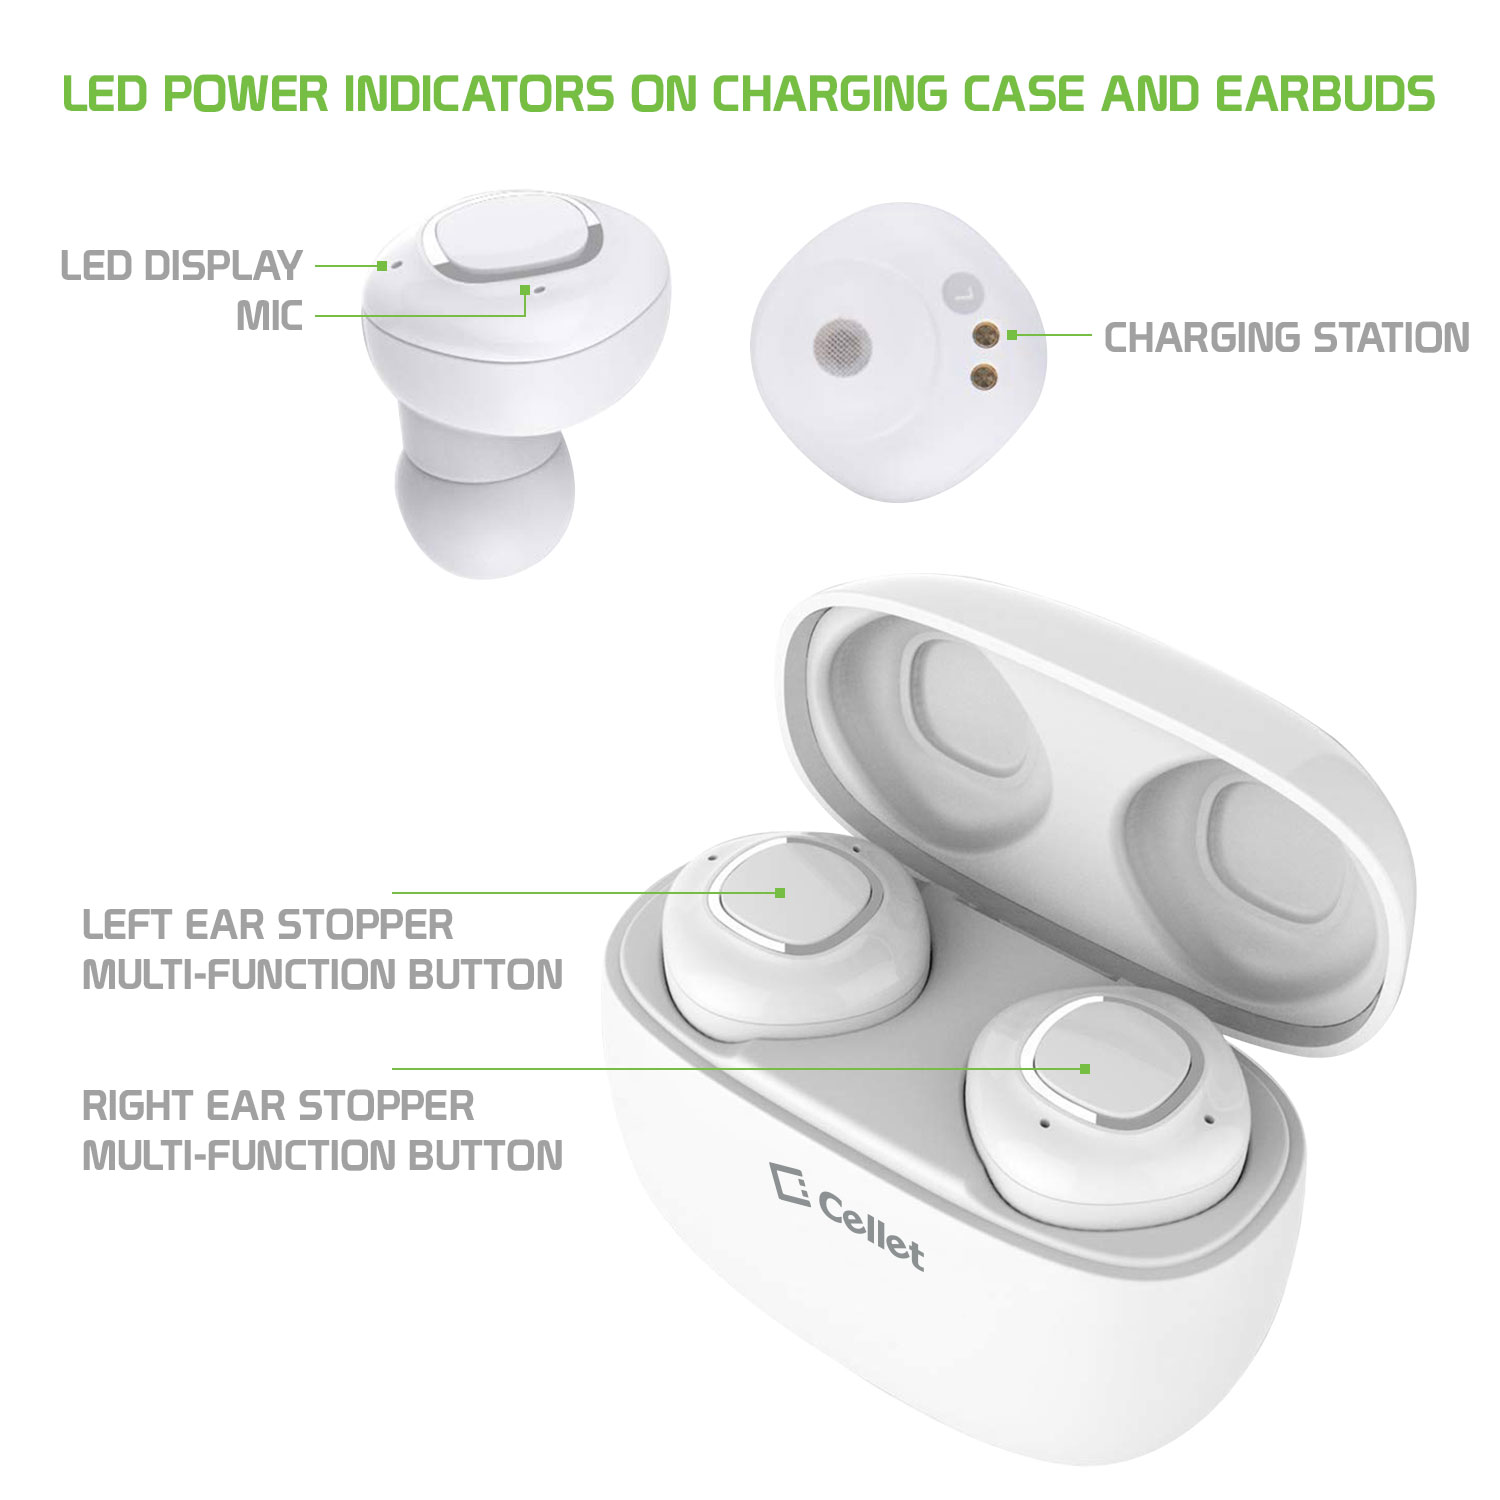 LED POWER INDICATORS ON CHARGING CASE AND EARBUDS
LED DISPLAY
MIC
CHARGING STATION
L
LEFT EAR STOPPER
MULTI-FUNCTION BUTTON
RIGHT EAR STOPPER
MULTI-FUNCTION BUTTON
Cellet